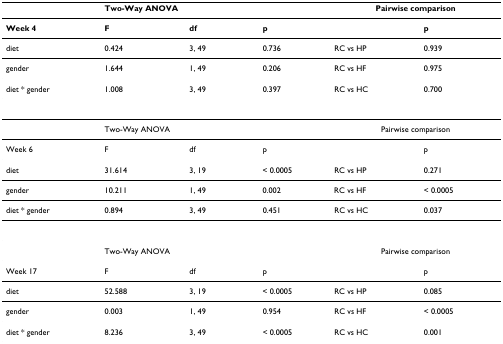 Two-Way ANOVA Pairwise comparison
Week 4 F df p p
diet 0.424 3, 49 0.736 RC vs HP 0.939
gender 1.644 1, 49 0.206 RC vs HF 0.975
diet * gender 1.008 3, 49 0.397 RC vs HC 0.700
Two-Way ANOVA Pairwise comparison
Week 6 F df p p
diet 31.614 3, 19 < 0.0005 RC vs HP 0.271
gender 10.211 1, 49 0.002 RC vs HF < 0.0005
diet * gender 0.894 3, 49 0.451 RC vs HC 0.037
Two-Way ANOVA Pairwise comparison
Week 17 F df p p
diet 52.588 3, 19 < 0.0005 RC vs HP 0.085
gender 0.003 1, 49 0.954 RC vs HF < 0.0005
diet * gender 8.236 3, 49 < 0.0005 RC vs HC 0.001